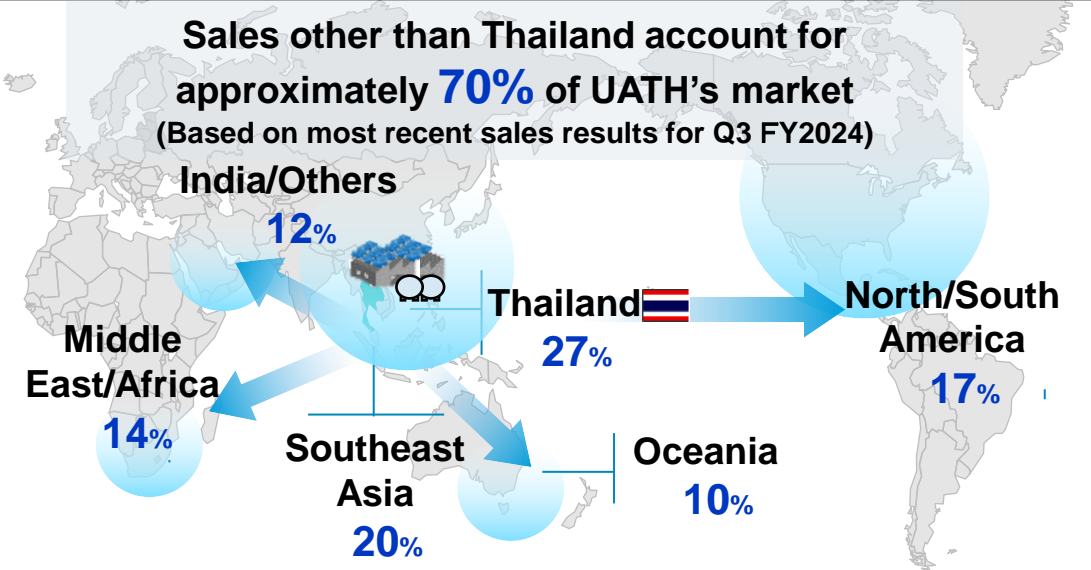 Sales other than Thailand account for
approximately 70% of UATH's market
(Based on most recent sales results for Q3 FY2024)
India/Others
12%
Thailand
27%
North/South
America
17%
Middle
East/Africa
14%
Southeast
Asia
20%
Oceania
10%